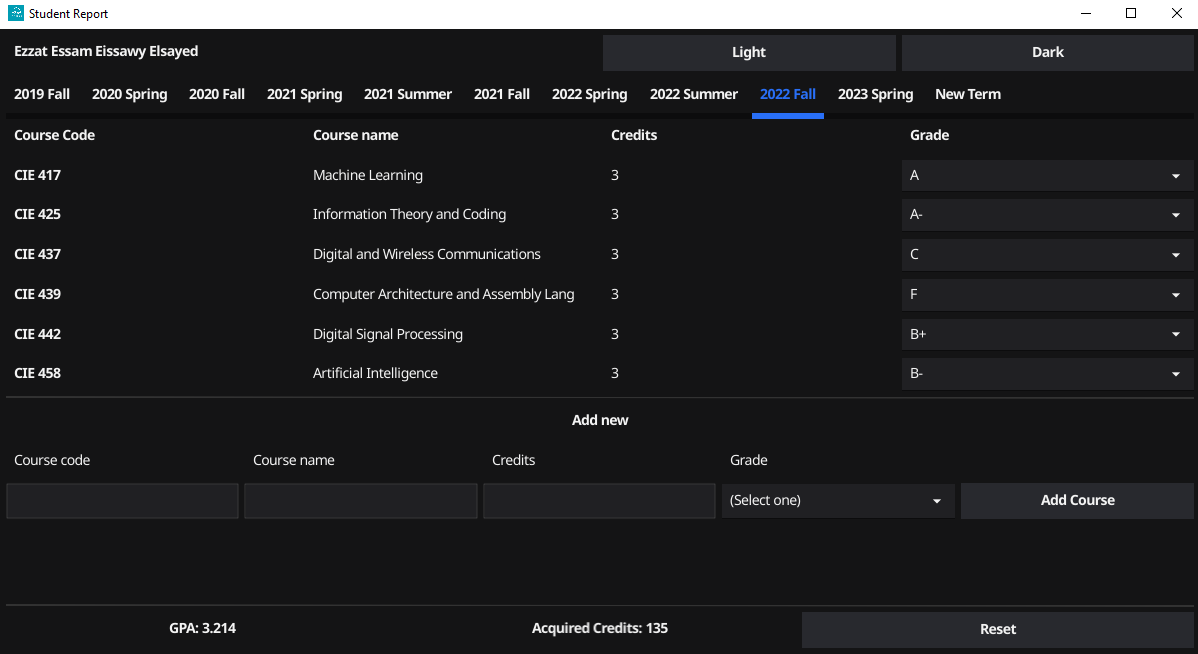 Student Report
Ezzat Essam Eissawy Elsayed Light Dark
2019 Fall 2020 Spring 2020 Fall 2021 Spring 2021 Summer 2021 Fall 2022 Spring 2022 Summer 2022 Fall 2023 Spring New Term
Course Code Course name Credits Grade
CIE 417 Machine Learning 3 A
CIE 425 Information Theory and Coding 3 A-
CIE 437 Digital and Wireless Communications 3 C
CIE 439 Computer Architecture and Assembly Lang 3 F
CIE 442 Digital Signal Processing 3 B+
CIE 458 Artificial Intelligence 3 B-
Add new
Course code Course name Credits Grade
(Select one) Add Course
GPA: 3.214 Acquired Credits: 135 Reset